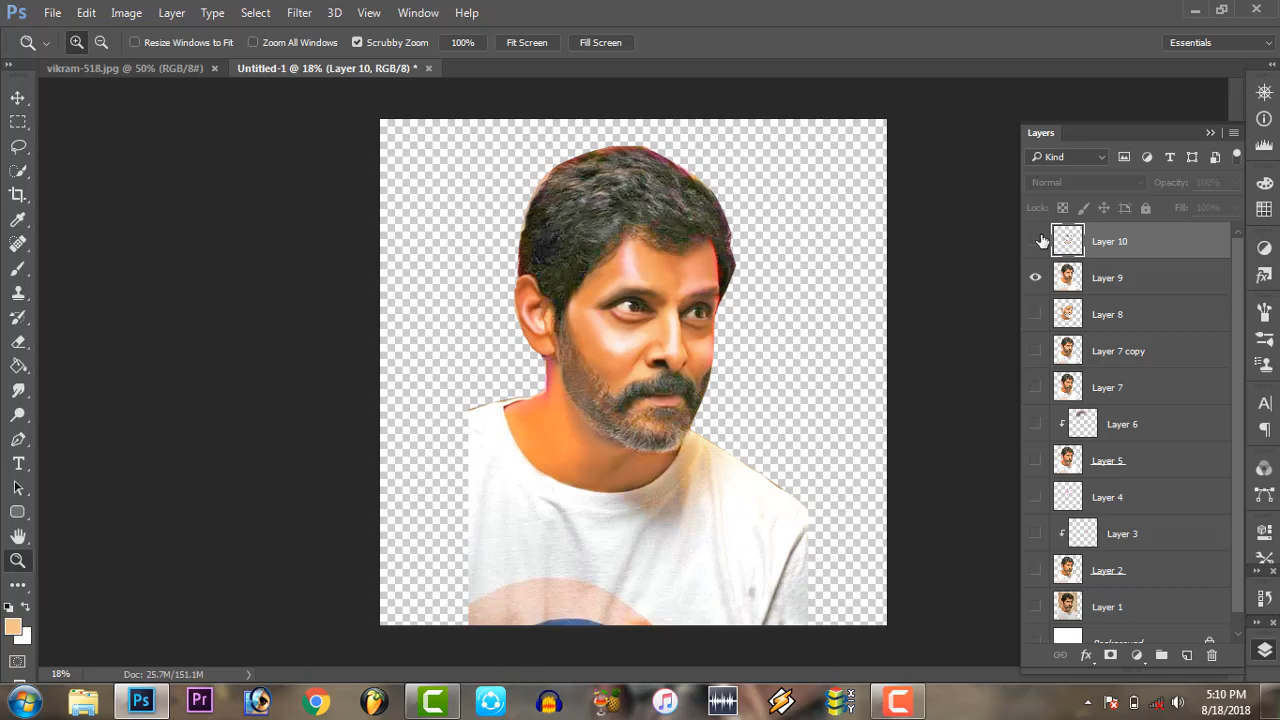 Ps File Edit Image Layer Type Select Filter 3D View Window Help
Resize Windows to Fit Zoom All Windows Scrubby Zoom 100% Fit Screen Fill Screen Essentials
vikram-518.jpg @ 50% (RGB/8#) × Untitled-1 @ 18% (Layer 10, RGB/8) * ×
Layers
Kind
Normal Opacity: 100%
Lock: Fill: 100%
Layer 10
Layer 9
Layer 8
Layer 7 copy
Layer 7
Layer 6
Layer 5
Layer 4
Layer 3
Layer 2
Layer 1
Background
18% Doc: 25.7M/151.1M
5:10 PM
8/18/2018